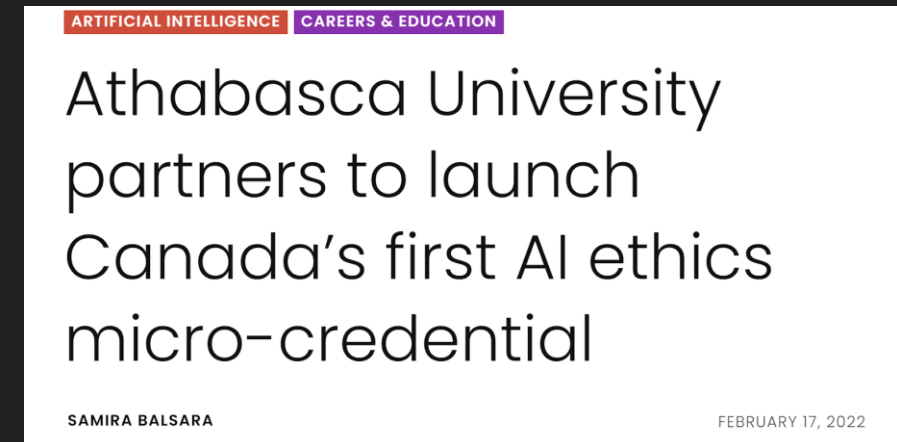 ARTIFICIAL INTELLIGENCE CAREERS & EDUCATION
Athabasca University
partners to launch
Canada’s first AI ethics
micro-credential
SAMIRA BALSARA FEBRUARY 17, 2022